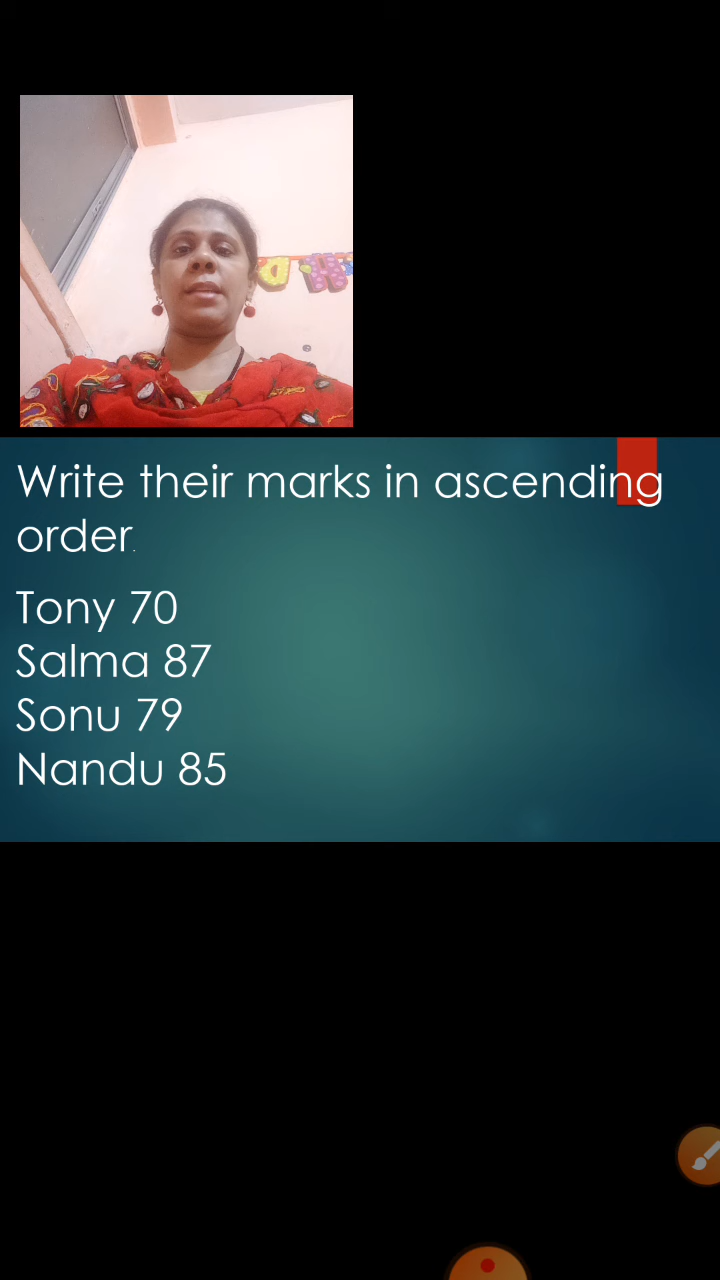 Write their marks in ascending
order.
Tony 70
Salma 87
Sonu 79
Nandu 85